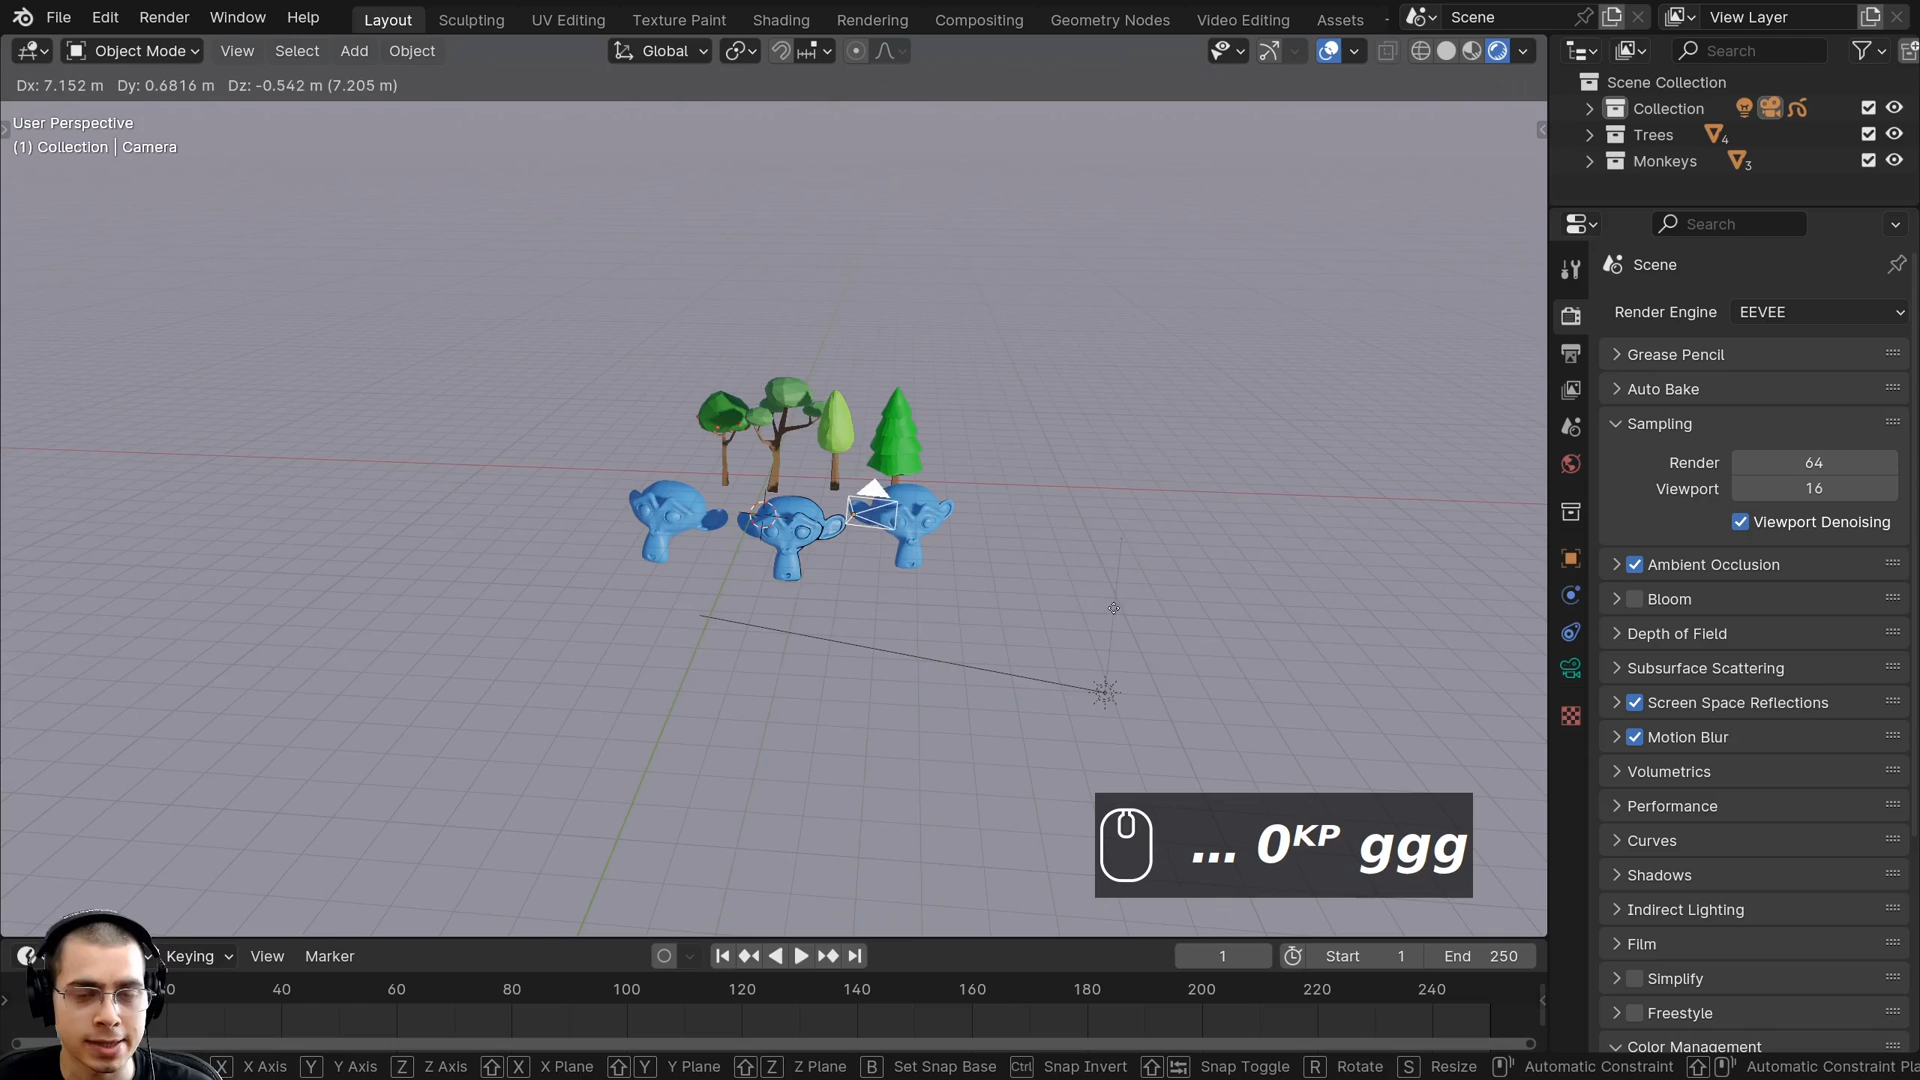 File Edit Render Window Help Layout Sculpting UV Editing Texture Paint Shading Rendering Compositing Geometry Nodes Video Editing Assets Scene View Layer
Object Mode View Select Add Object Global Search
Dx: 7.152 m Dy: 0.6816 m Dz: -0.542 m (7.205 m)
User Perspective
(1) Collection | Camera
Scene Collection
Collection
Trees 4
Monkeys 3
Search
Scene
Render Engine EEVEE
Grease Pencil
Auto Bake
Sampling
Render 64
Viewport 16
Viewport Denoising
Ambient Occlusion
Bloom
Depth of Field
Subsurface Scattering
Screen Space Reflections
Motion Blur
Volumetrics
Performance
Curves
Shadows
Indirect Lighting
Film
Simplify
Freestyle
Color Management
... 0KP ggg
Keying View Marker 1 Start 1 End 250
40 60 80 100 120 140 160 180 200 220 240
X X Axis Y Y Axis Z Z Axis X X Plane Y Y Plane Z Z Plane B Set Snap Base Ctrl Snap Invert Snap Toggle R Rotate S Resize Automatic Constraint Automatic Constraint Pla